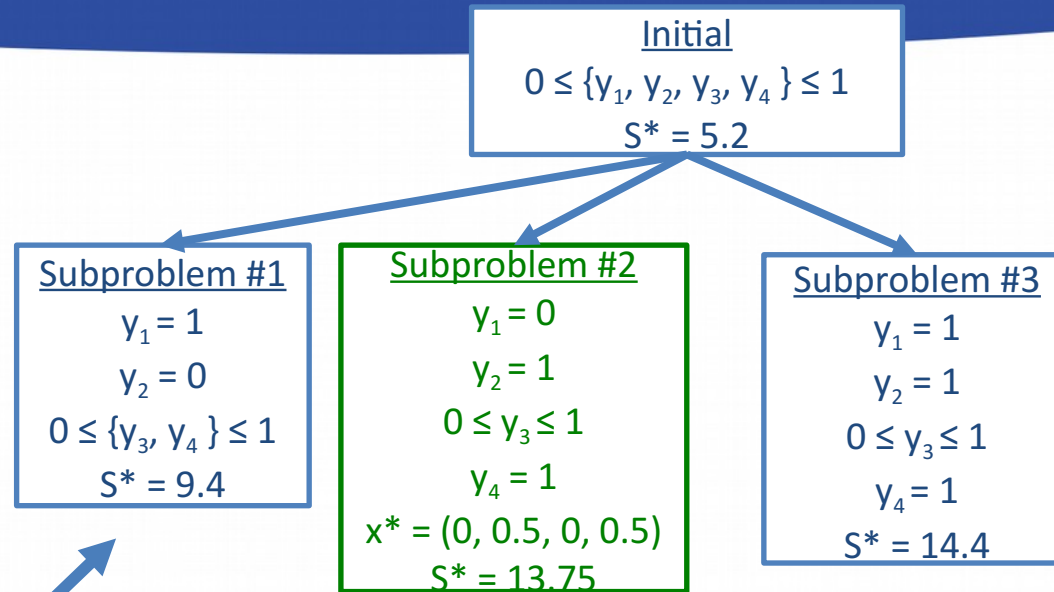 Initial
0 ≤ {y₁, y₂, y₃, y₄ } ≤ 1
S* = 5.2
Subproblem #1
y₁ = 1
y₂ = 0
0 ≤ {y₃, y₄ } ≤ 1
S* = 9.4
Subproblem #2
y₁ = 0
y₂ = 1
0 ≤ y₃ ≤ 1
y₄ = 1
x* = (0, 0.5, 0, 0.5)
S* = 13.75
Subproblem #3
y₁ = 1
y₂ = 1
0 ≤ y₃ ≤ 1
y₄ = 1
S* = 14.4